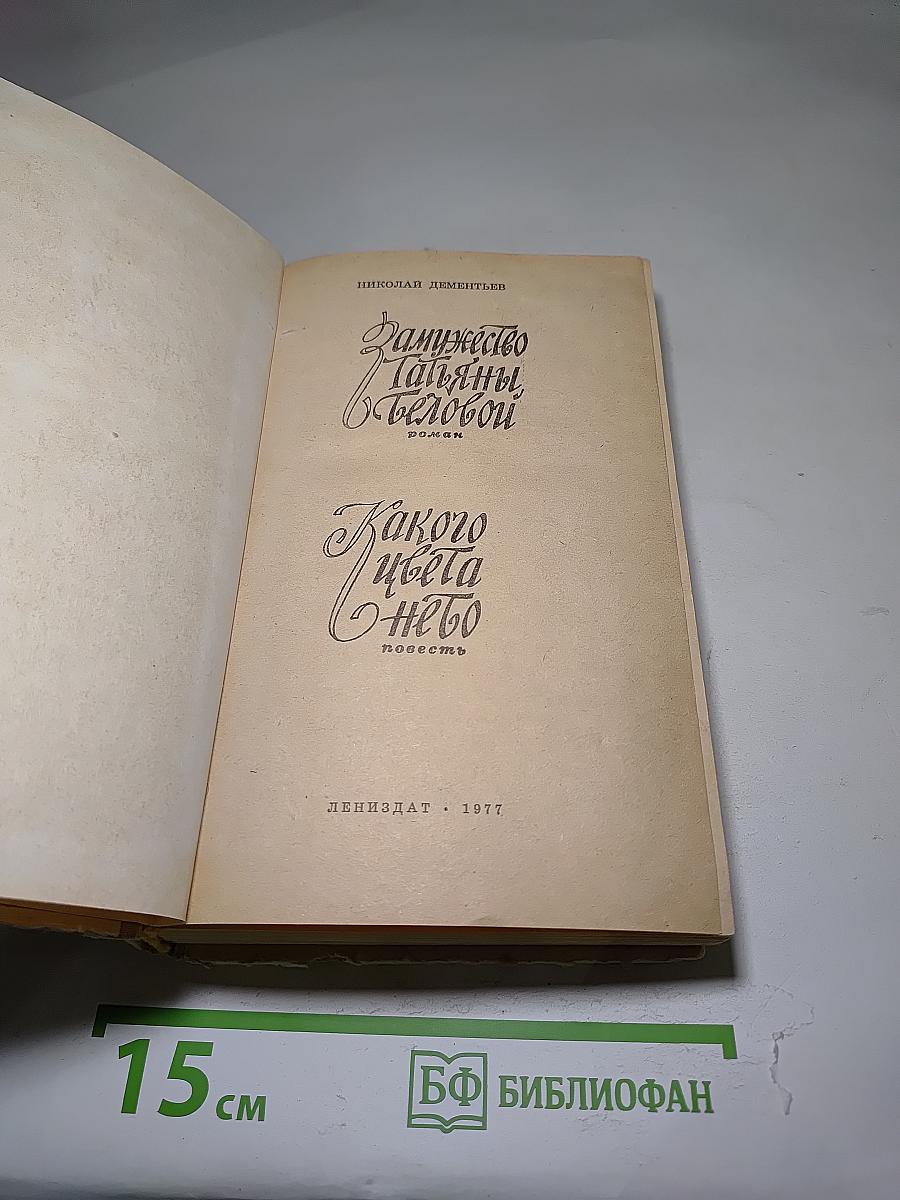 НИКОЛАЙ ДЕМЕНТЬЕВ
Замужество
Татьяны
Беловой
роман
Какого
цвета
небо
повесть
ЛЕНИЗДАТ • 1977
15 см
БФ БИБЛИОФАН